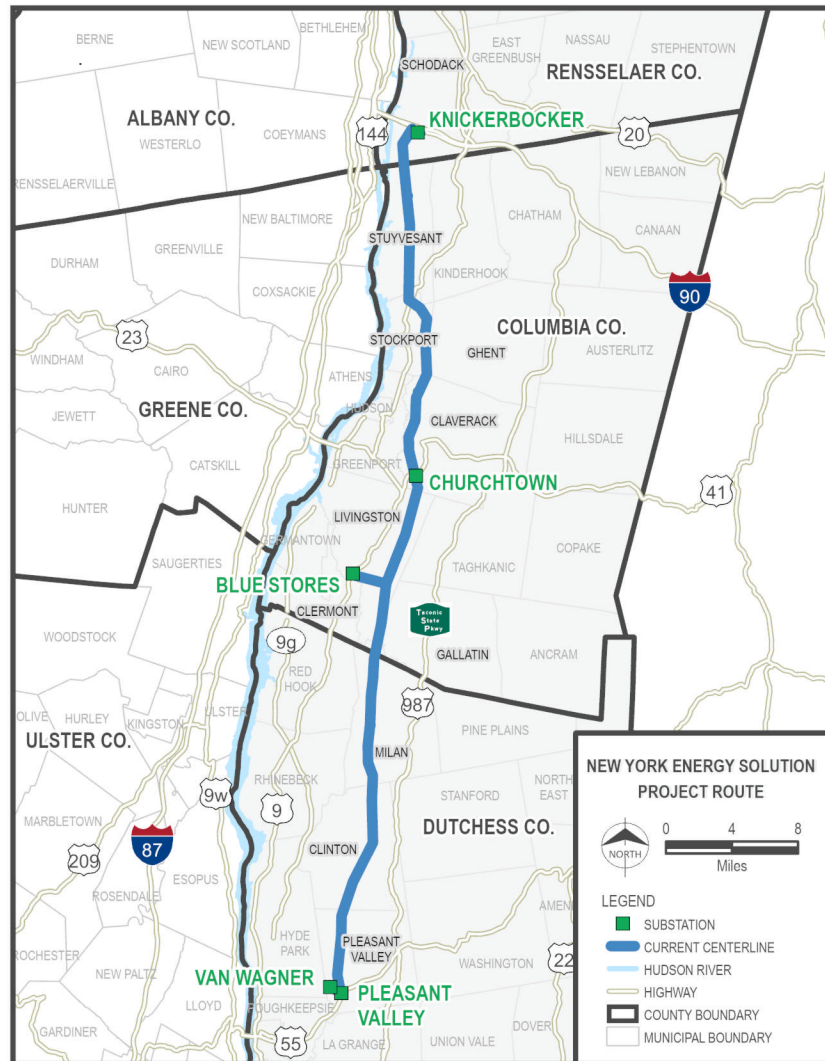 BETHLEHEM
BERNE
NEW SCOTLAND
EAST
GREENBUSH
NASSAU
STEPHENTOWN
SCHODACK
RENSSELAER CO.
ALBANY CO.
KNICKERBOCKER
WESTERLO
COEYMANS
144
20
RENSSELAERVILLE
NEW LEBANON
NEW BALTIMORE
CHATHAM
CANAAN
STUYVESANT
DURHAM
GREENVILLE
KINDERHOOK
COXSACKIE
90
23
STOCKPORT
COLUMBIA CO.
GHENT
AUSTERLITZ
WINDHAM
CAIRO
ATHENS
GREENE CO.
HUDSON
JEWETT
CLAVERACK
HILLSDALE
CATSKILL
GREENPORT
CHURCHTOWN
41
HUNTER
LIVINGSTON
GERMANTOWN
COPAKE
SAUGERTIES
TAGHKANIC
BLUE STORES
CLERMONT
Taconic
State
Pkwy
WOODSTOCK
9g
GALLATIN
ANCRAM
RED
HOOK
987
OLIVE
HURLEY
KINGSTON
ULSTER
PINE PLAINS
ULSTER CO.
MILAN
NEW YORK ENERGY SOLUTION
PROJECT ROUTE
RHINEBECK
9w
9
STANFORD
NORTH
EAST
MARBLETOWN
87
DUTCHESS CO.
0 4 8
NORTH
Miles
209
CLINTON
ESOPUS
ROSENDALE
LEGEND
SUBSTATION
CURRENT CENTERLINE
HUDSON RIVER
HIGHWAY
COUNTY BOUNDARY
MUNICIPAL BOUNDARY
HYDE
PARK
PLEASANT
VALLEY
AMEN
ROCHESTER
NEW PALTZ
WASHINGTON
22
VAN WAGNER
PLEASANT
VALLEY
LLOYD
POUGHKEEPSIE
GARDINER
55
LA GRANGE
UNION VALE
DOVER